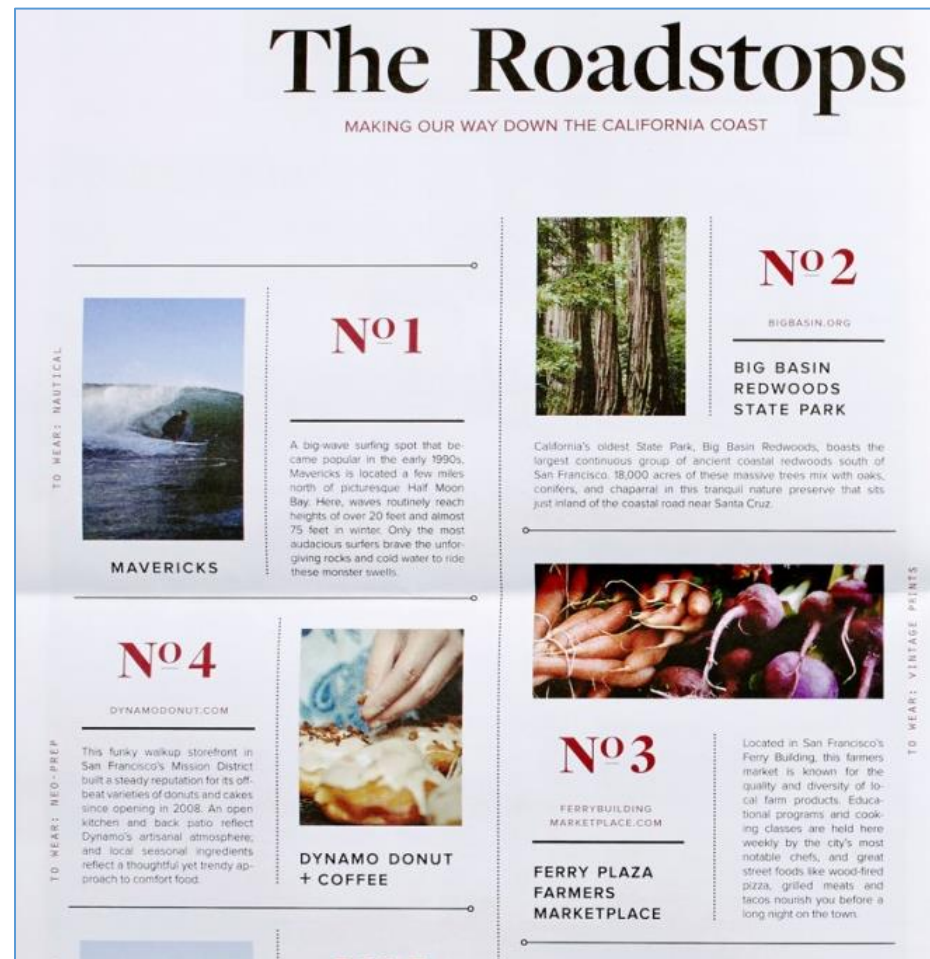 The Roadstops
MAKING OUR WAY DOWN THE CALIFORNIA COAST
TO WEAR: NAUTICAL
Nº 1
A big-wave surfing spot that be-
came popular in the early 1990s,
Mavericks is located a few miles
north of picturesque Half Moon
Bay. Here, waves routinely reach
heights of over 20 feet and almost
75 feet in winter. Only the most
audacious surfers brave the unfor-
giving rocks and cold water to ride
these monster swells.
MAVERICKS
Nº 2
BIGBASIN.ORG
BIG BASIN
REDWOODS
STATE PARK
California's oldest State Park, Big Basin Redwoods, boasts the
largest continuous group of ancient coastal redwoods south of
San Francisco. 18,000 acres of these massive trees mix with oaks,
conifers, and chaparral in this tranquil nature preserve that sits
just inland of the coastal road near Santa Cruz.
TO WEAR: VINTAGE PRINTS
Nº 3
FERRYBUILDING
MARKETPLACE.COM
FERRY PLAZA
FARMERS
MARKETPLACE
Located in San Francisco's
Ferry Building, this farmers
market is known for the
quality and diversity of lo-
cal farm products. Educa-
tional programs and cook-
ing classes are held here
weekly by the city's most
notable chefs, and great
street foods like wood-fired
pizza, grilled meats and
tacos nourish you before a
long night on the town.
TO WEAR: NEO-PREP
Nº 4
DYNAMODONUT.COM
This funky walkup storefront in
San Francisco's Mission District
built a steady reputation for its off-
beat varieties of donuts and cakes
since opening in 2008. An open
kitchen and back patio reflect
Dynamo's artisanal atmosphere;
and local seasonal ingredients
reflect a thoughtful yet trendy ap-
proach to comfort food.
DYNAMO DONUT
+ COFFEE